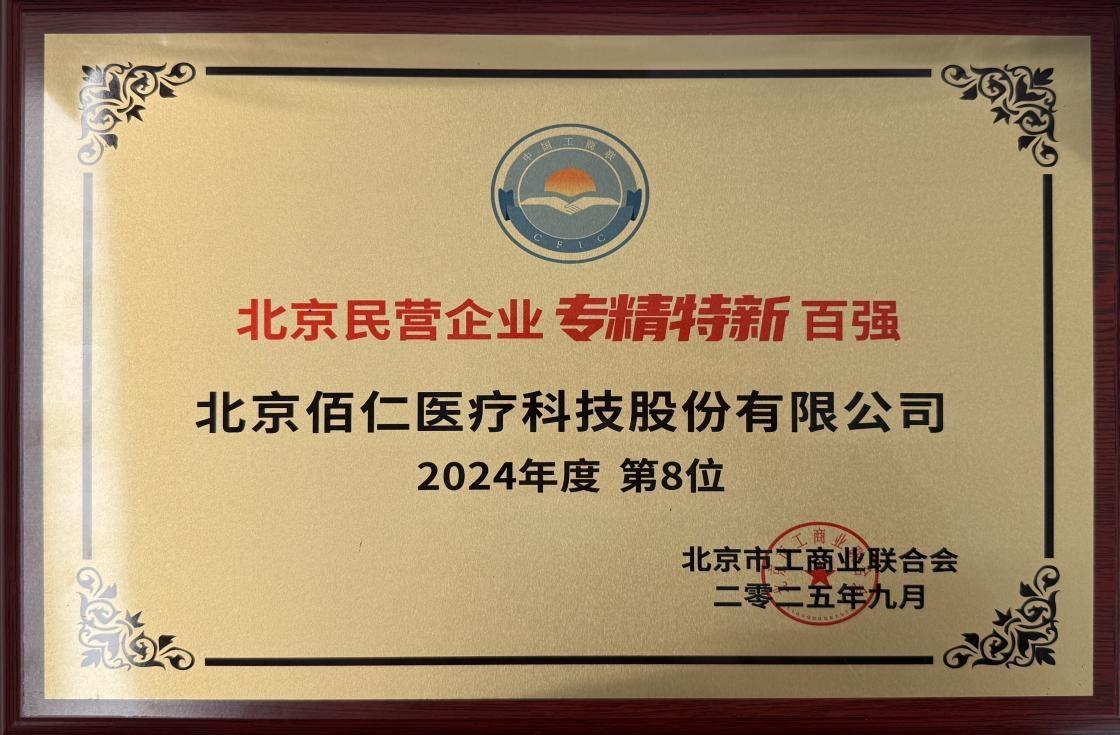 中国工商联
CFIC
北京民营企业专精特新百强
北京佰仁医疗科技股份有限公司
2024年度 第8位
北京市工商业联合会
二零二五年九月